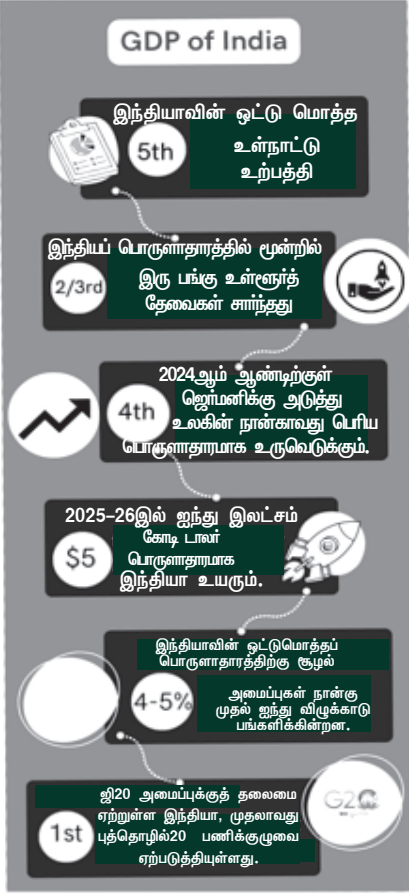 GDP of India
இந்தியாவின் ஒட்டு மொத்த
5th
உள்நாட்டு
உற்பத்தி
இந்தியப் பொருளாதாரத்தில் மூன்றில்
2/3rd
இரு பங்கு உள்ளூர்த்
தேவைகள் சார்ந்தது
2024ஆம் ஆண்டிற்குள்
4th
ஜெர்மனிக்கு அடுத்து
உலகின் நான்காவது பெரிய
பொருளாதாரமாக உருவெடுக்கும்.
2025–26இல் ஐந்து இலட்சம்
$5
கோடி டாலர்
பொருளாதாரமாக
இந்தியா உயரும்.
இந்தியாவின் ஒட்டுமொத்தப்
பொருளாதாரத்திற்கு சூழல்
4-5%
அமைப்புகள் நான்கு
முதல் ஐந்து விழுக்காடு
பங்களிக்கின்றன.
ஜி20 அமைப்புக்குத் தலைமை
1st
ஏற்றுள்ள இந்தியா, முதலாவது
புத்தொழில்20 பணிக்குழுவை
ஏற்படுத்தியுள்ளது.